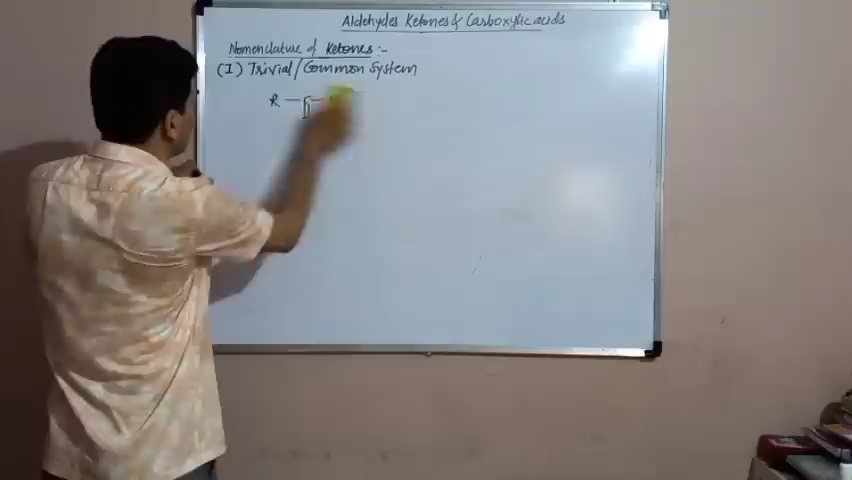 Aldehydes Ketones & Carboxylic acids
Nomenclature of Ketones :-
(I) Trivial/Common System
R - C -